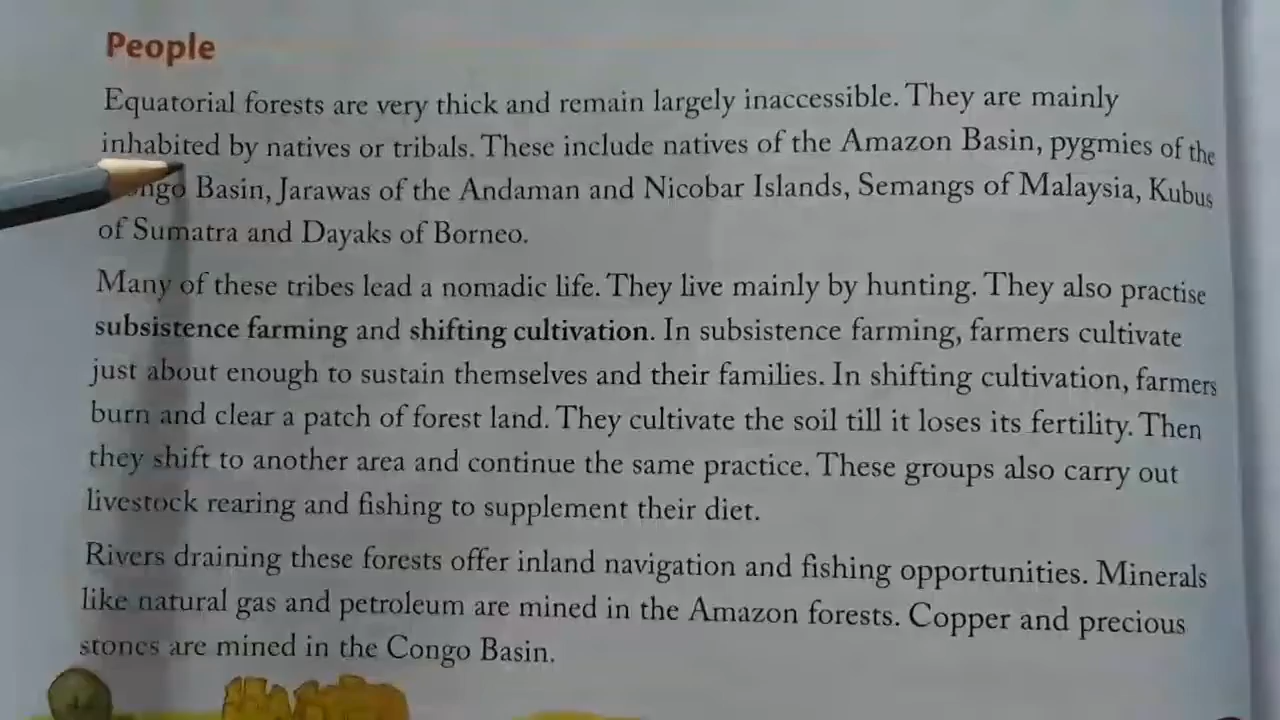 People
Equatorial forests are very thick and remain largely inaccessible. They are mainly
inhabited by natives or tribals. These include natives of the Amazon Basin, pygmies of the
Basin, Jarawas of the Andaman and Nicobar Islands, Semangs of Malaysia, Kubus
of Sumatra and Dayaks of Borneo.
Many of these tribes lead a nomadic life. They live mainly by hunting. They also practise
subsistence farming and shifting cultivation. In subsistence farming, farmers cultivate
just about enough to sustain themselves and their families. In shifting cultivation, farmers
burn and clear a patch of forest land. They cultivate the soil till it loses its fertility. Then
they shift to another area and continue the same practice. These groups also carry out
livestock rearing and fishing to supplement their diet.
Rivers draining these forests offer inland navigation and fishing opportunities. Minerals
like natural gas and petroleum are mined in the Amazon forests. Copper and precious
stones are mined in the Congo Basin.